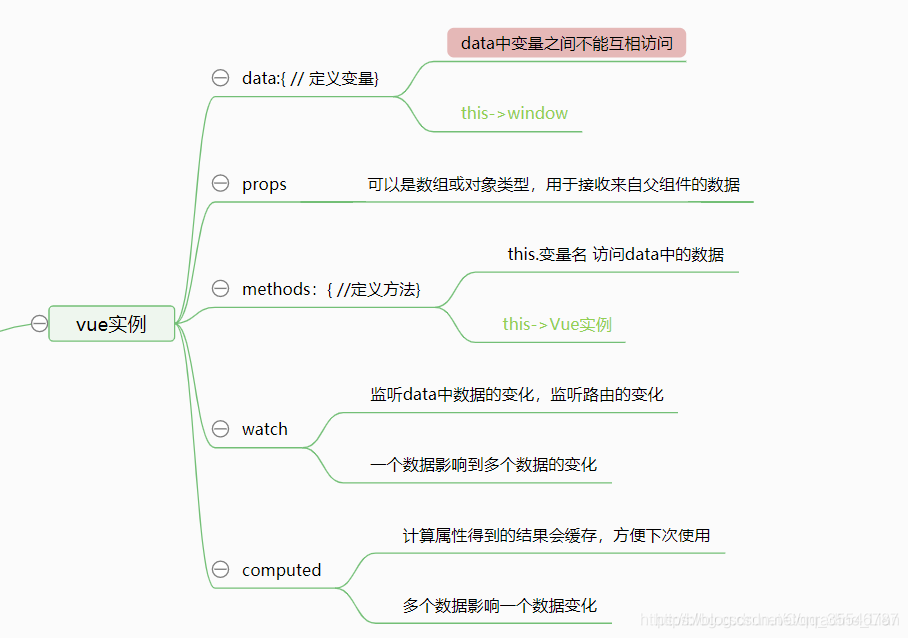 data中变量之间不能互相访问
data:{ // 定义变量}
this->window
props
可以是数组或对象类型，用于接收来自父组件的数据
this.变量名 访问data中的数据
methods：{ //定义方法}
this->Vue实例
vue实例
监听data中数据的变化，监听路由的变化
watch
一个数据影响到多个数据的变化
计算属性得到的结果会缓存，方便下次使用
computed
多个数据影响一个数据变化